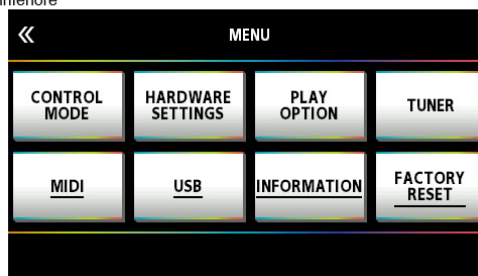 MENU
CONTROL
MODE
HARDWARE
SETTINGS
PLAY
OPTION
TUNER
MIDI
USB
INFORMATION
FACTORY
RESET